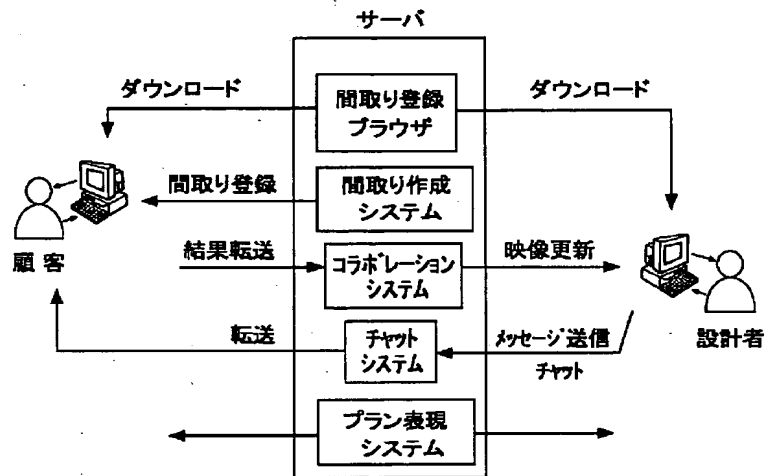 サーバ
ダウンロード
間取り登録
ブラウザ
ダウンロード
間取り登録
間取り作成
システム
顧客
結果転送
コラボレーション
システム
映像更新
転送
チャット
システム
メッセージ送信
チャット
設計者
プラン表現
システム